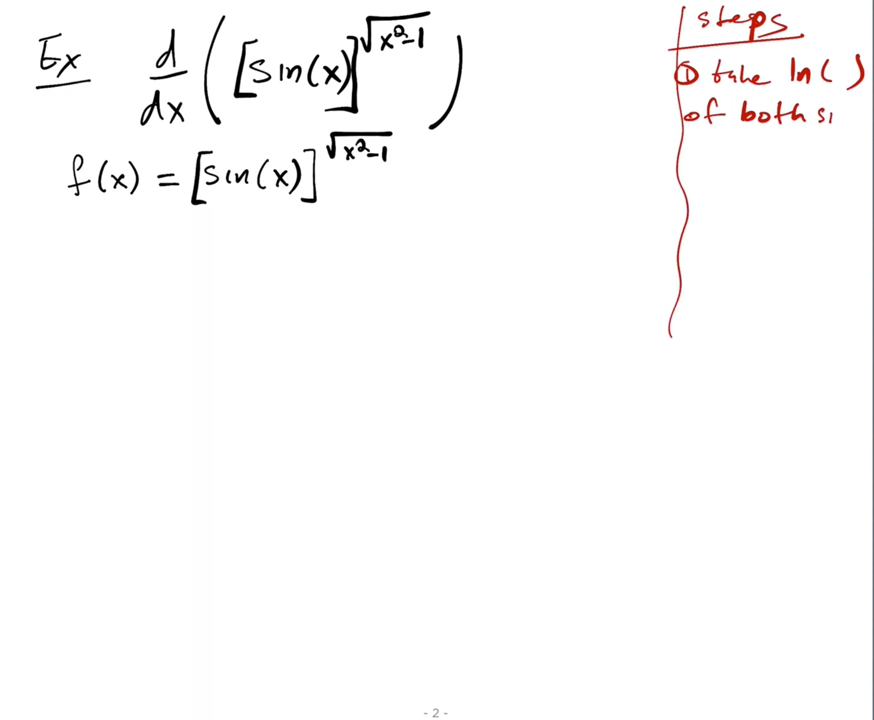 Ex d/dx ([sin(x)]^√(x²-1))
f(x) = [sin(x)]^√(x²-1)
steps
① take ln( )
of both si
- 2 -